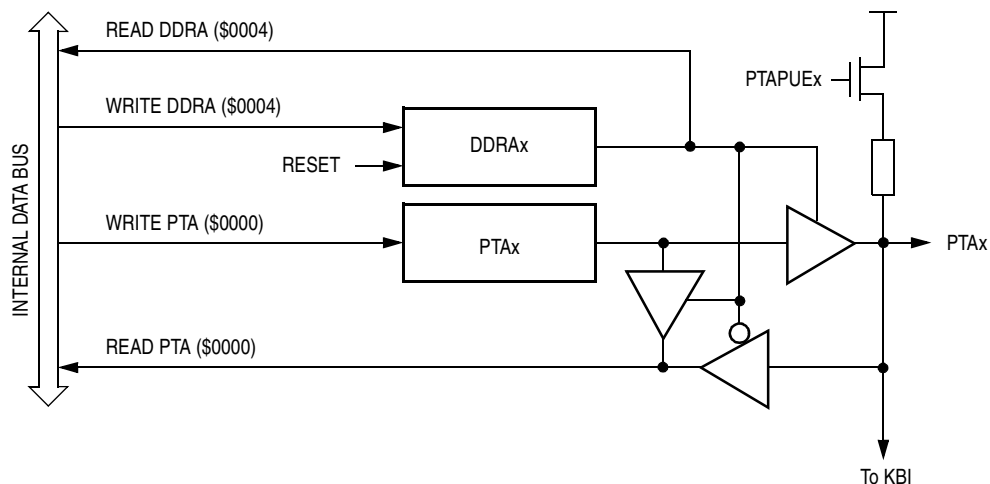 READ DDRA ($0004)
PTAPUEx
WRITE DDRA ($0004)
DDRAx
RESET
INTERNAL DATA BUS
WRITE PTA ($0000)
PTAx
PTAx
READ PTA ($0000)
To KBI